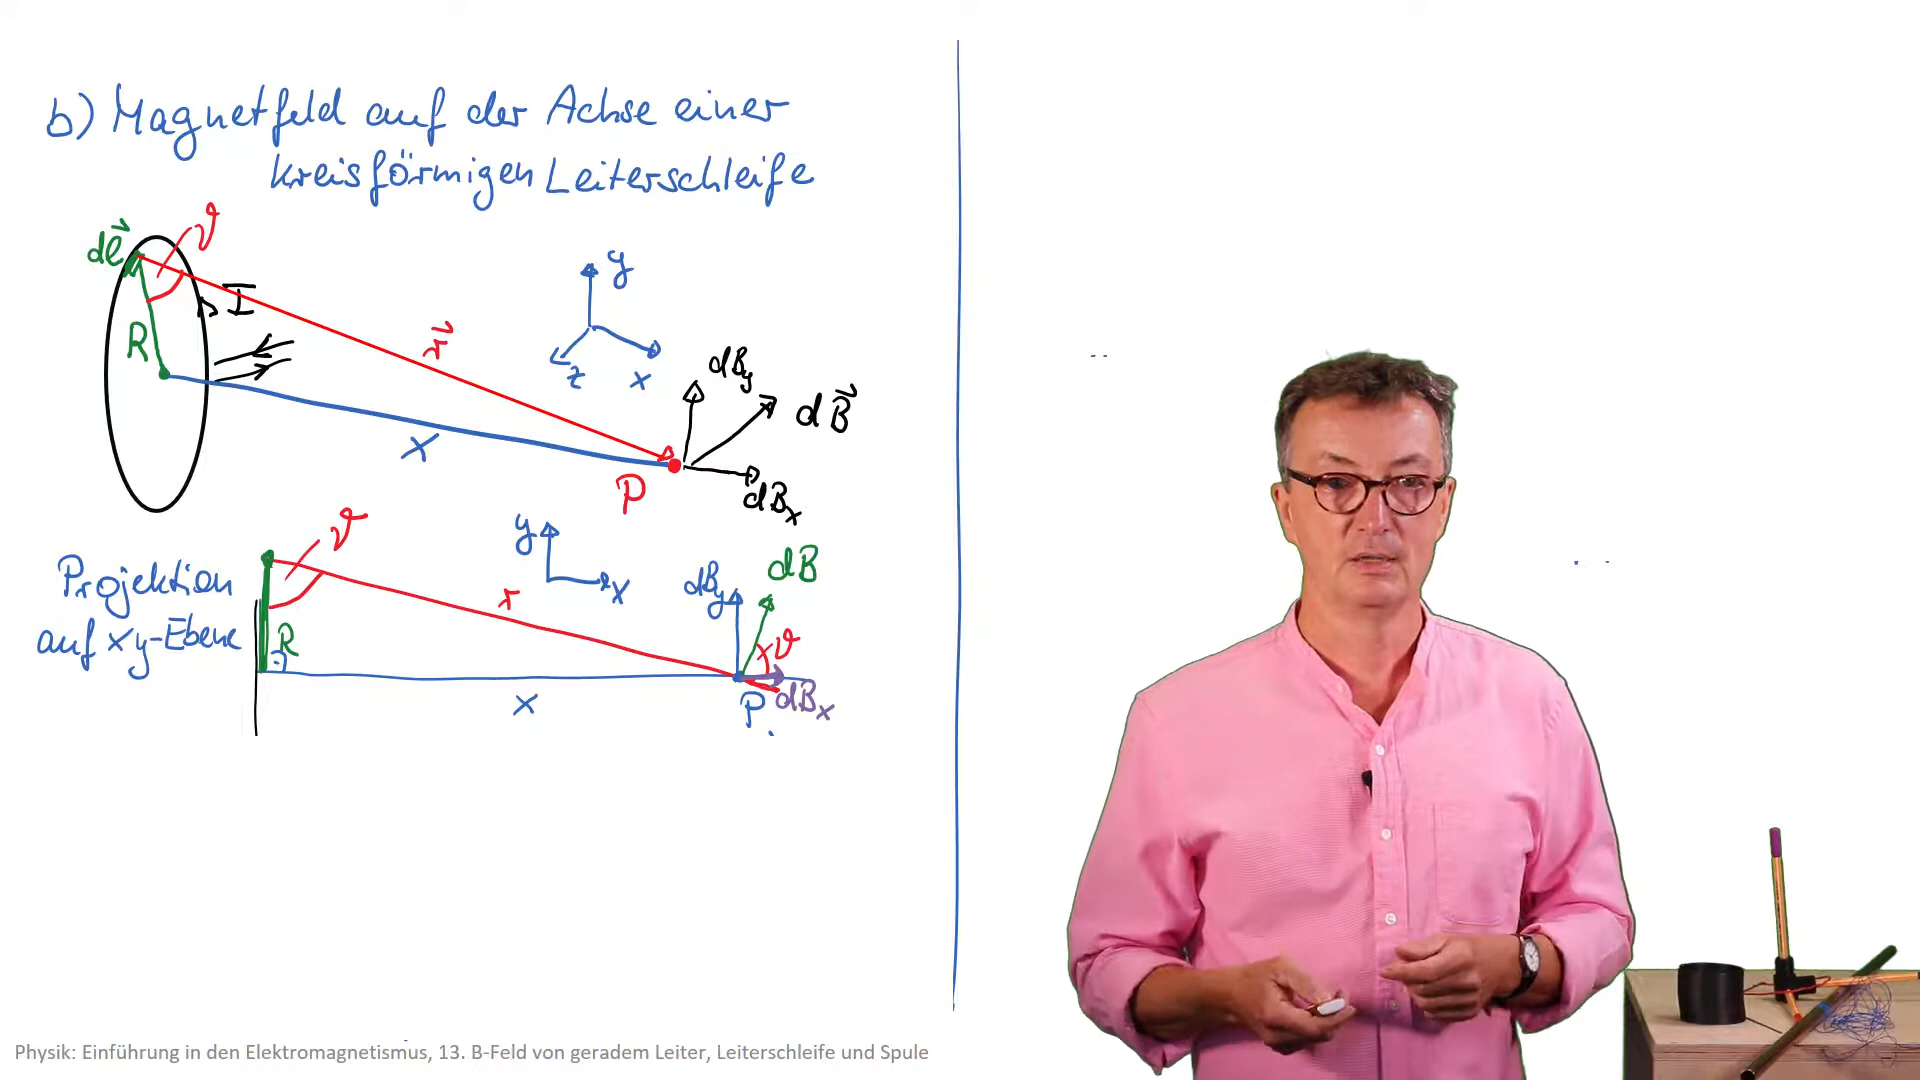 b) Magnetfeld auf der Achse einer
kreisförmigen Leiterschleife
dl⃗
ϑ
I
R
r⃗
y
z
x
dBy
dB⃗
dBx
x
P
Projektion
auf xy-Ebene
ϑ
y
x
r
R
dBy
dB
ϑ
dBx
P
x
Physik: Einführung in den Elektromagnetismus, 13. B-Feld von geradem Leiter, Leiterschleife und Spule